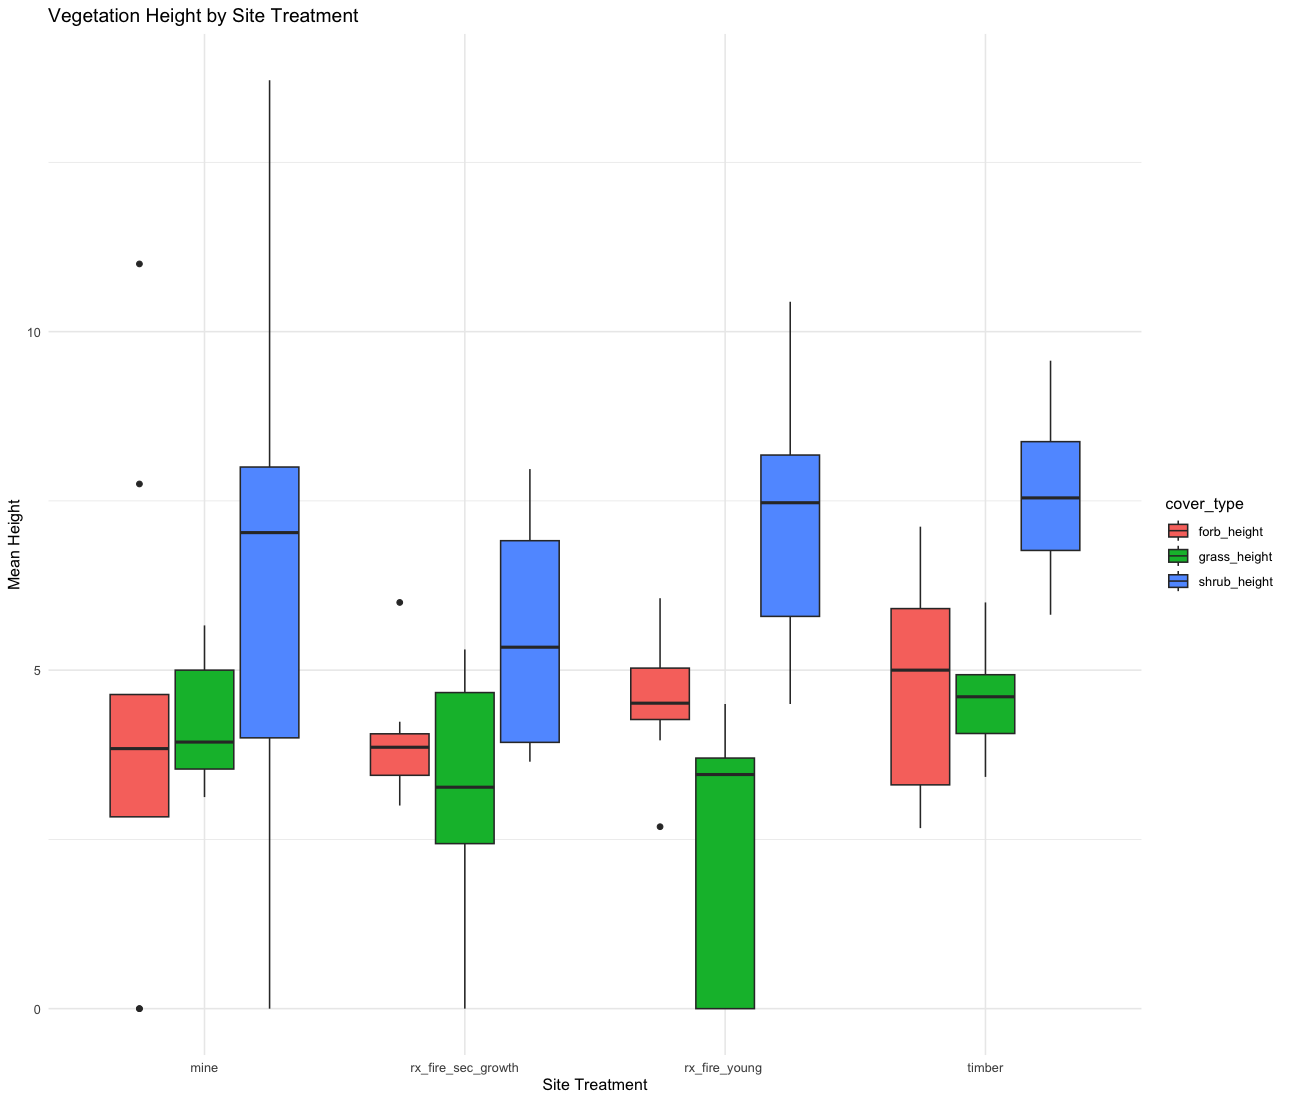 Vegetation Height by Site Treatment
Mean Height
10
5
0
mine
rx_fire_sec_growth
rx_fire_young
timber
Site Treatment
cover_type
forb_height
grass_height
shrub_height